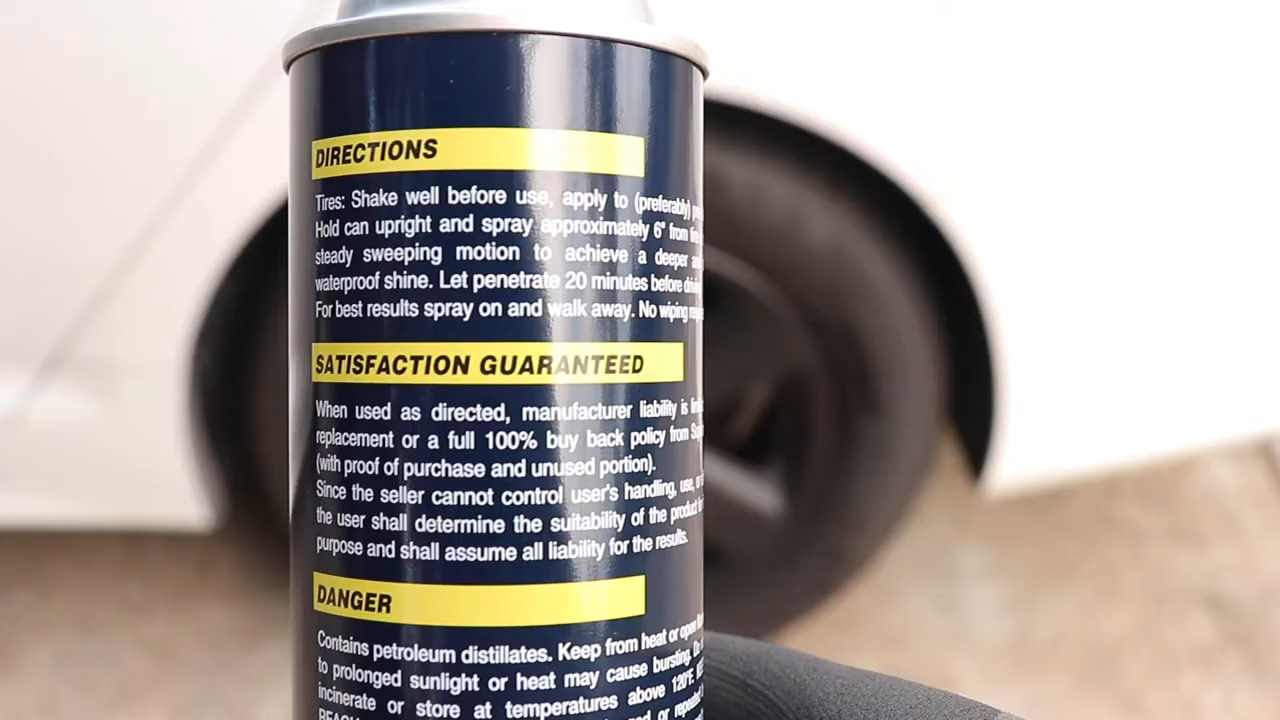 DIRECTIONS
Tires: Shake well before use, apply to (preferably)
Hold can upright and spray approximately 6" from tire
steady sweeping motion to achieve a deeper
waterproof shine. Let penetrate 20 minutes before
For best results spray on and walk away. No wiping
SATISFACTION GUARANTEED
When used as directed, manufacturer liability is
replacement or a full 100% buy back policy from
(with proof of purchase and unused portion).
Since the seller cannot control user's handling, use,
the user shall determine the suitability of the product
purpose and shall assume all liability for the results.
DANGER
Contains petroleum distillates. Keep from heat or open
to prolonged sunlight or heat may cause bursting. Do
incinerate or store at temperatures above 120°F.
or